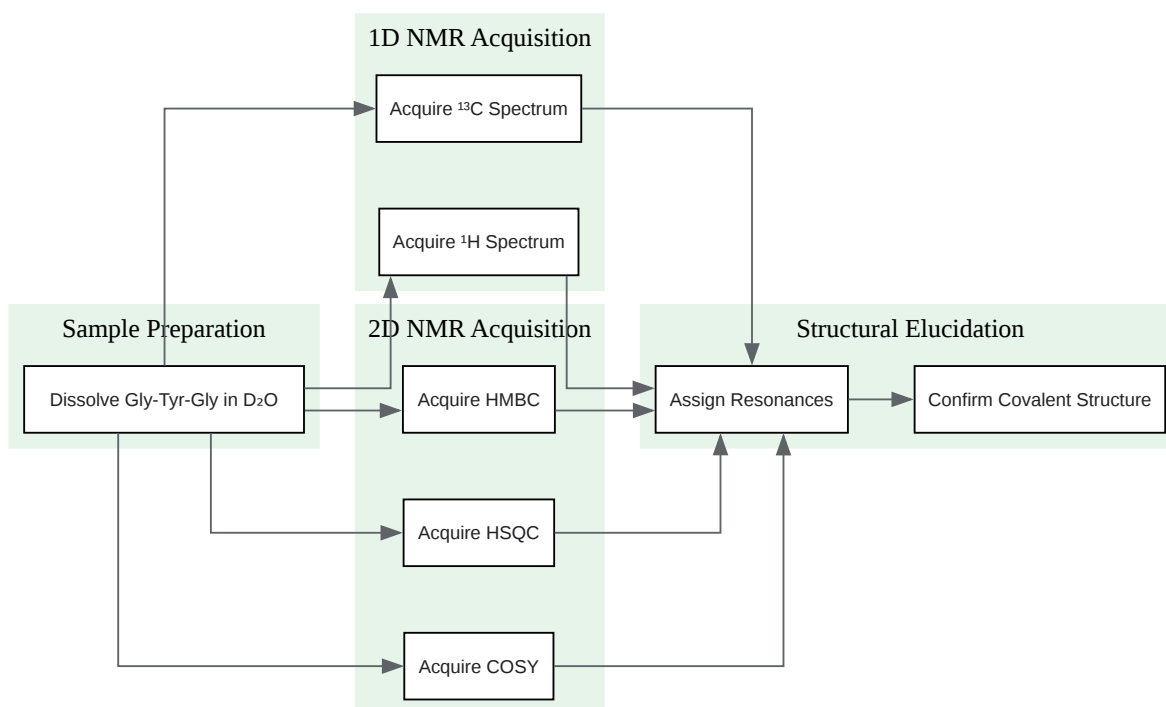 1D NMR Acquisition
Acquire ¹³C Spectrum
Acquire ¹H Spectrum
Sample Preparation
Dissolve Gly-Tyr-Gly in D₂O
2D NMR Acquisition
Acquire HMBC
Acquire HSQC
Acquire COSY
Structural Elucidation
Assign Resonances
Confirm Covalent Structure